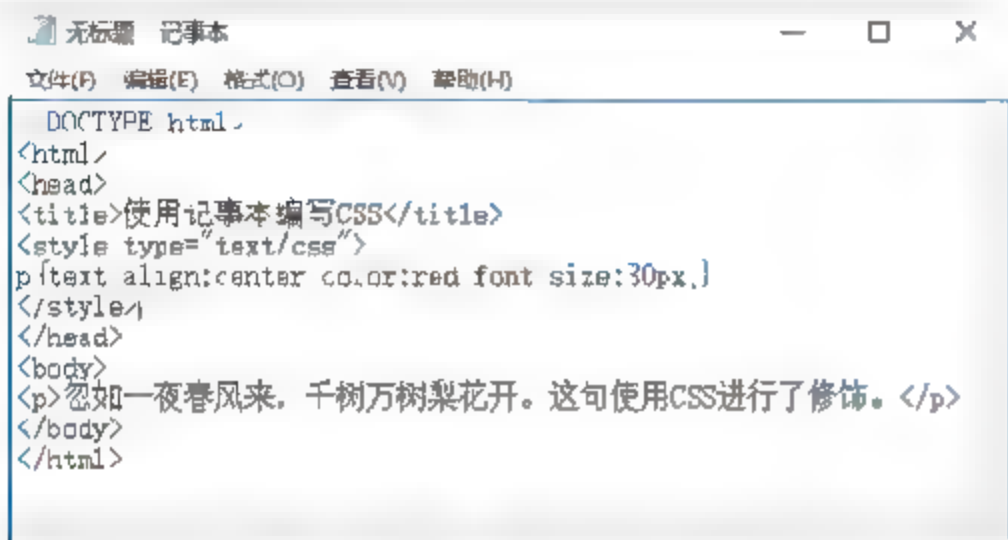 无标题 记事本
文件(F) 编辑(E) 格式(O) 查看(V) 帮助(H)
DOCTYPE html
<html
<head>
<title>使用记事本编写CSS</title>
<style type="text/css">
p{text align:center color:red font size:30px;}
</style>
</head>
<body>
<p>忽如一夜春风来，千树万树梨花开。这句使用CSS进行了修饰。</p>
</body>
</html>